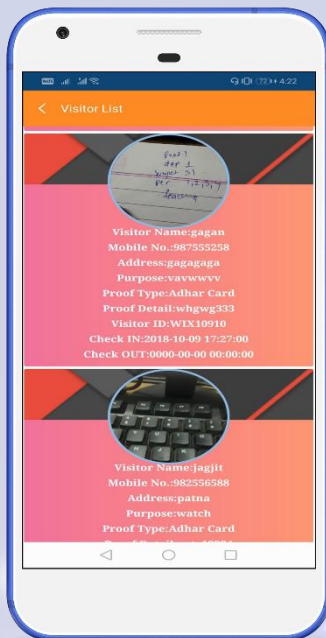 72
4:22
Visitor List
Visitor Name:gagan
Mobile No.:987555258
Address:gagagaga
Purpose:vavwwvv
Proof Type:Adhar Card
Proof Detail:whgwg333
Visitor ID:WIX10910
Check IN:2018-10-09 17:27:00
Check OUT:0000-00-00 00:00:00
Visitor Name:jagjit
Mobile No.:982556588
Address:patna
Purpose:watch
Proof Type:Adhar Card